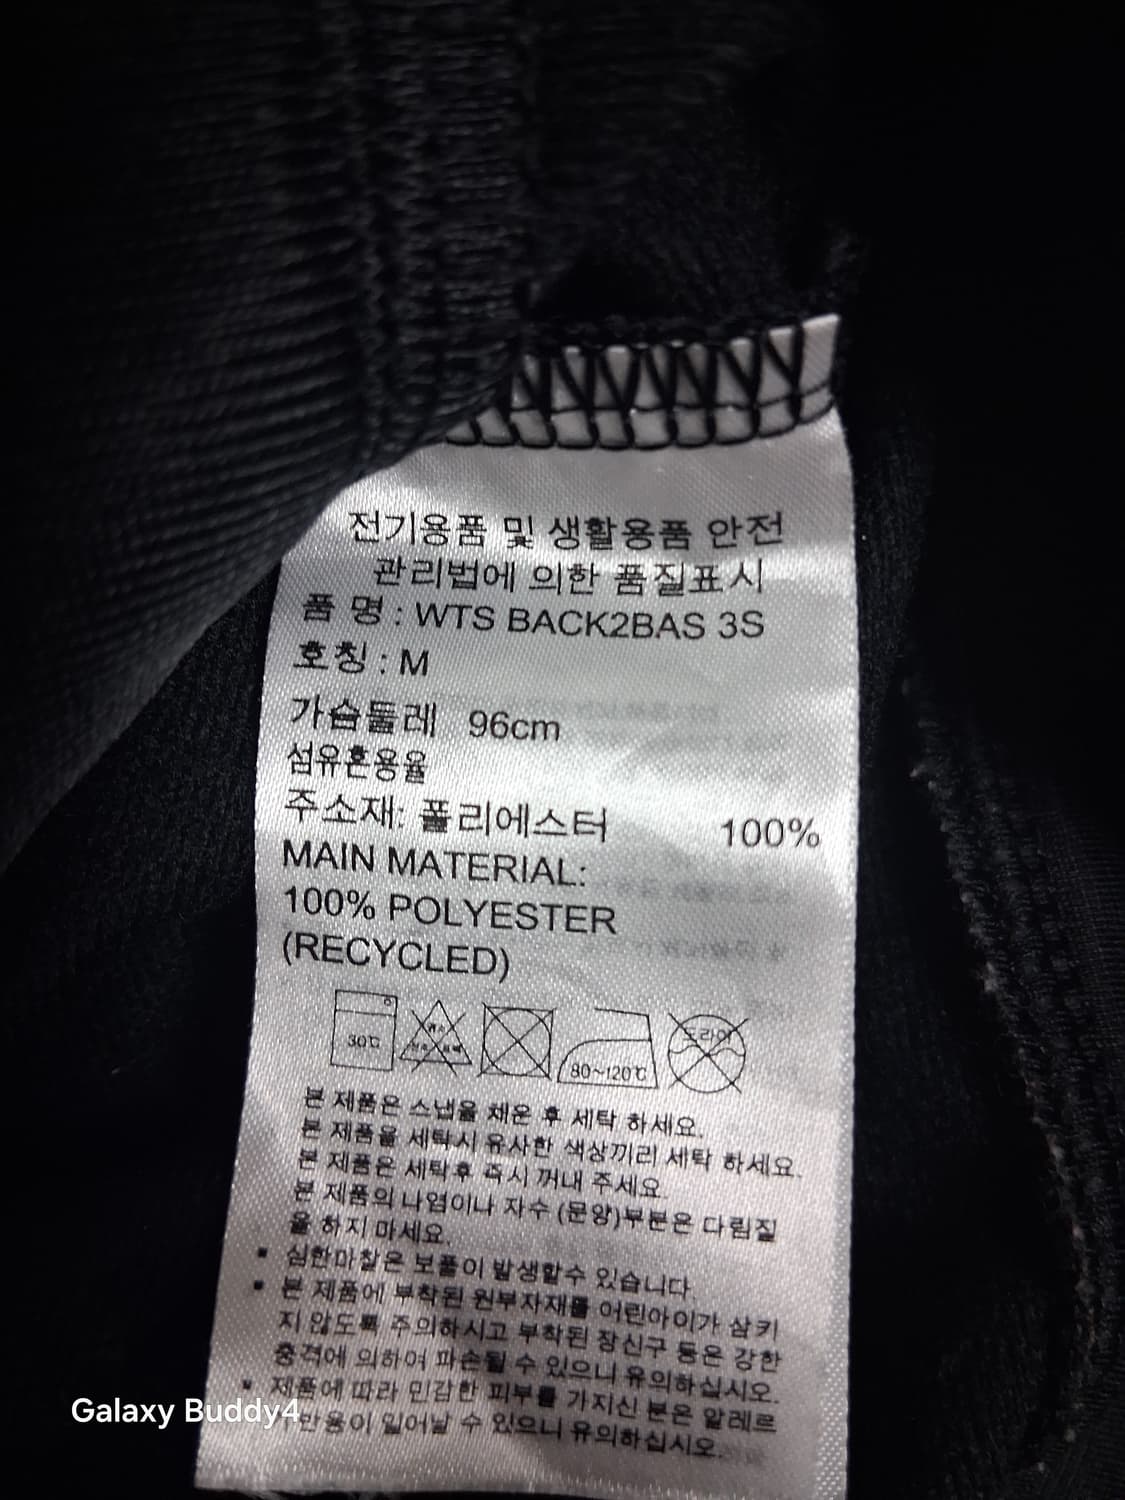 전기용품 및 생활용품 안전
관리법에 의한 품질표시
품 명 : WTS BACK2BAS 3S
호칭 : M
가슴둘레 96cm
섬유혼용율
주소재: 폴리에스터 100%
MAIN MATERIAL:
100% POLYESTER
(RECYCLED)
30℃ 80~120℃ 드라이
본 제품은 스냅을 채운 후 세탁 하세요.
본 제품을 세탁시 유사한 색상끼리 세탁 하세요.
본 제품은 세탁후 즉시 꺼내 주세요.
본 제품의 나염이나 자수 (문양)부분은 다림질
을 하지 마세요.
▪ 심한마찰은 보풀이 발생할수 있습니다.
▪ 본 제품에 부착된 원부자재를 어린아이가 삼키
지 않도록 주의하시고 부착된 장신구 등은 강한
충격에 의하여 파손될 수 있으니 유의하십시오.
▪ 제품에 따라 민감한 피부를 가지신 분은 알레르
일어날 수 있으니 유의하십시오.
Galaxy Buddy4